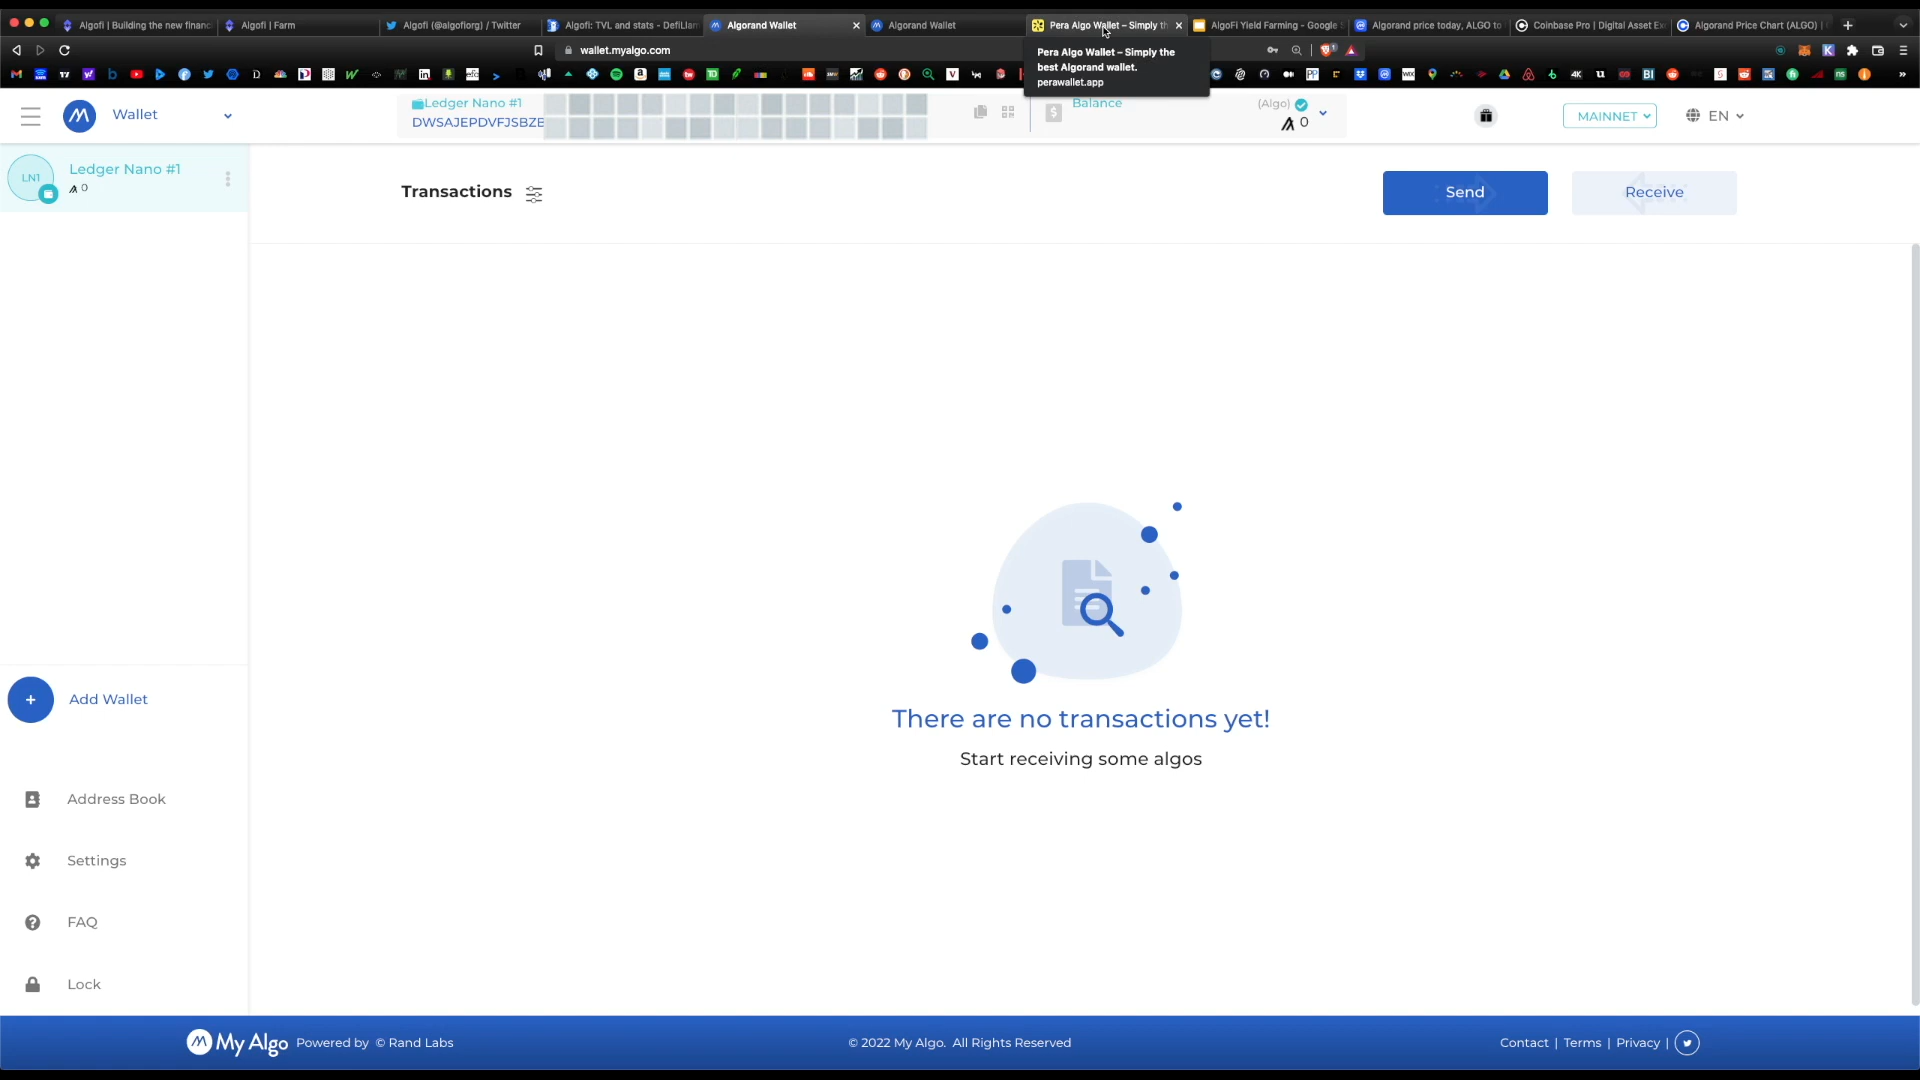 Algofi | Building the new financ
Algofi | Farm
Algofi (@algofiorg) / Twitter
Algofi: TVL and stats - DefiLlam
Algorand Wallet
Algorand Wallet
Pera Algo Wallet – Simply th
AlgoFi Yield Farming - Google S
Algorand price today, ALGO to
Coinbase Pro | Digital Asset Ex
Algorand Price Chart (ALGO) |
wallet.myalgo.com
Pera Algo Wallet – Simply the
best Algorand wallet.
perawallet.app
Wallet
Ledger Nano #1
DWSAJEPDVFJSBZE
Balance
(Algo)
0
MAINNET
EN
LN1
Ledger Nano #1
0
Transactions
Send
Receive
There are no transactions yet!
Start receiving some algos
Add Wallet
Address Book
Settings
FAQ
Lock
My Algo
Powered by © Rand Labs
© 2022 My Algo. All Rights Reserved
Contact | Terms | Privacy |